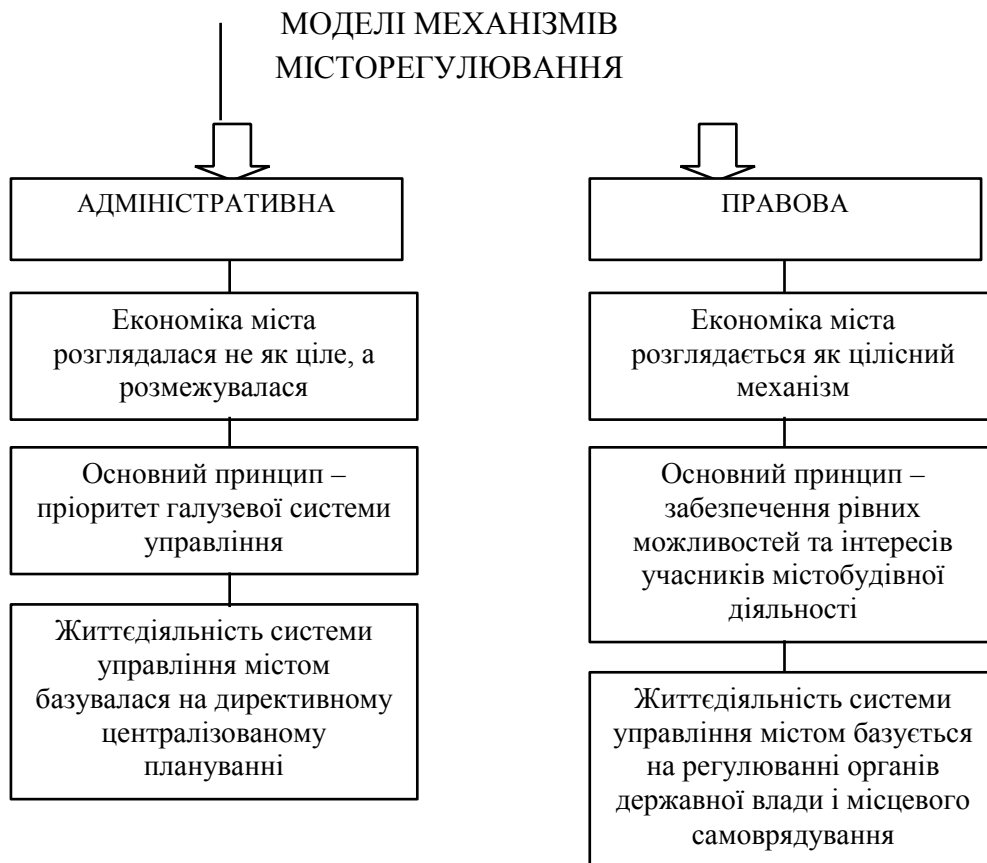 МОДЕЛІ МЕХАНІЗМІВ
МІСТОРЕГУЛЮВАННЯ
АДМІНІСТРАТИВНА
Економіка міста
розглядалася не як ціле, а
розмежувалася
Основний принцип –
пріоритет галузевої системи
управління
Життєдіяльність системи
управління містом
базувалася на директивному
централізованому
плануванні
ПРАВОВА
Економіка міста
розглядається як цілісний
механізм
Основний принцип –
забезпечення рівних
можливостей та інтересів
учасників містобудівної
діяльності
Життєдіяльність системи
управління містом базується
на регулюванні органів
державної влади і місцевого
самоврядування